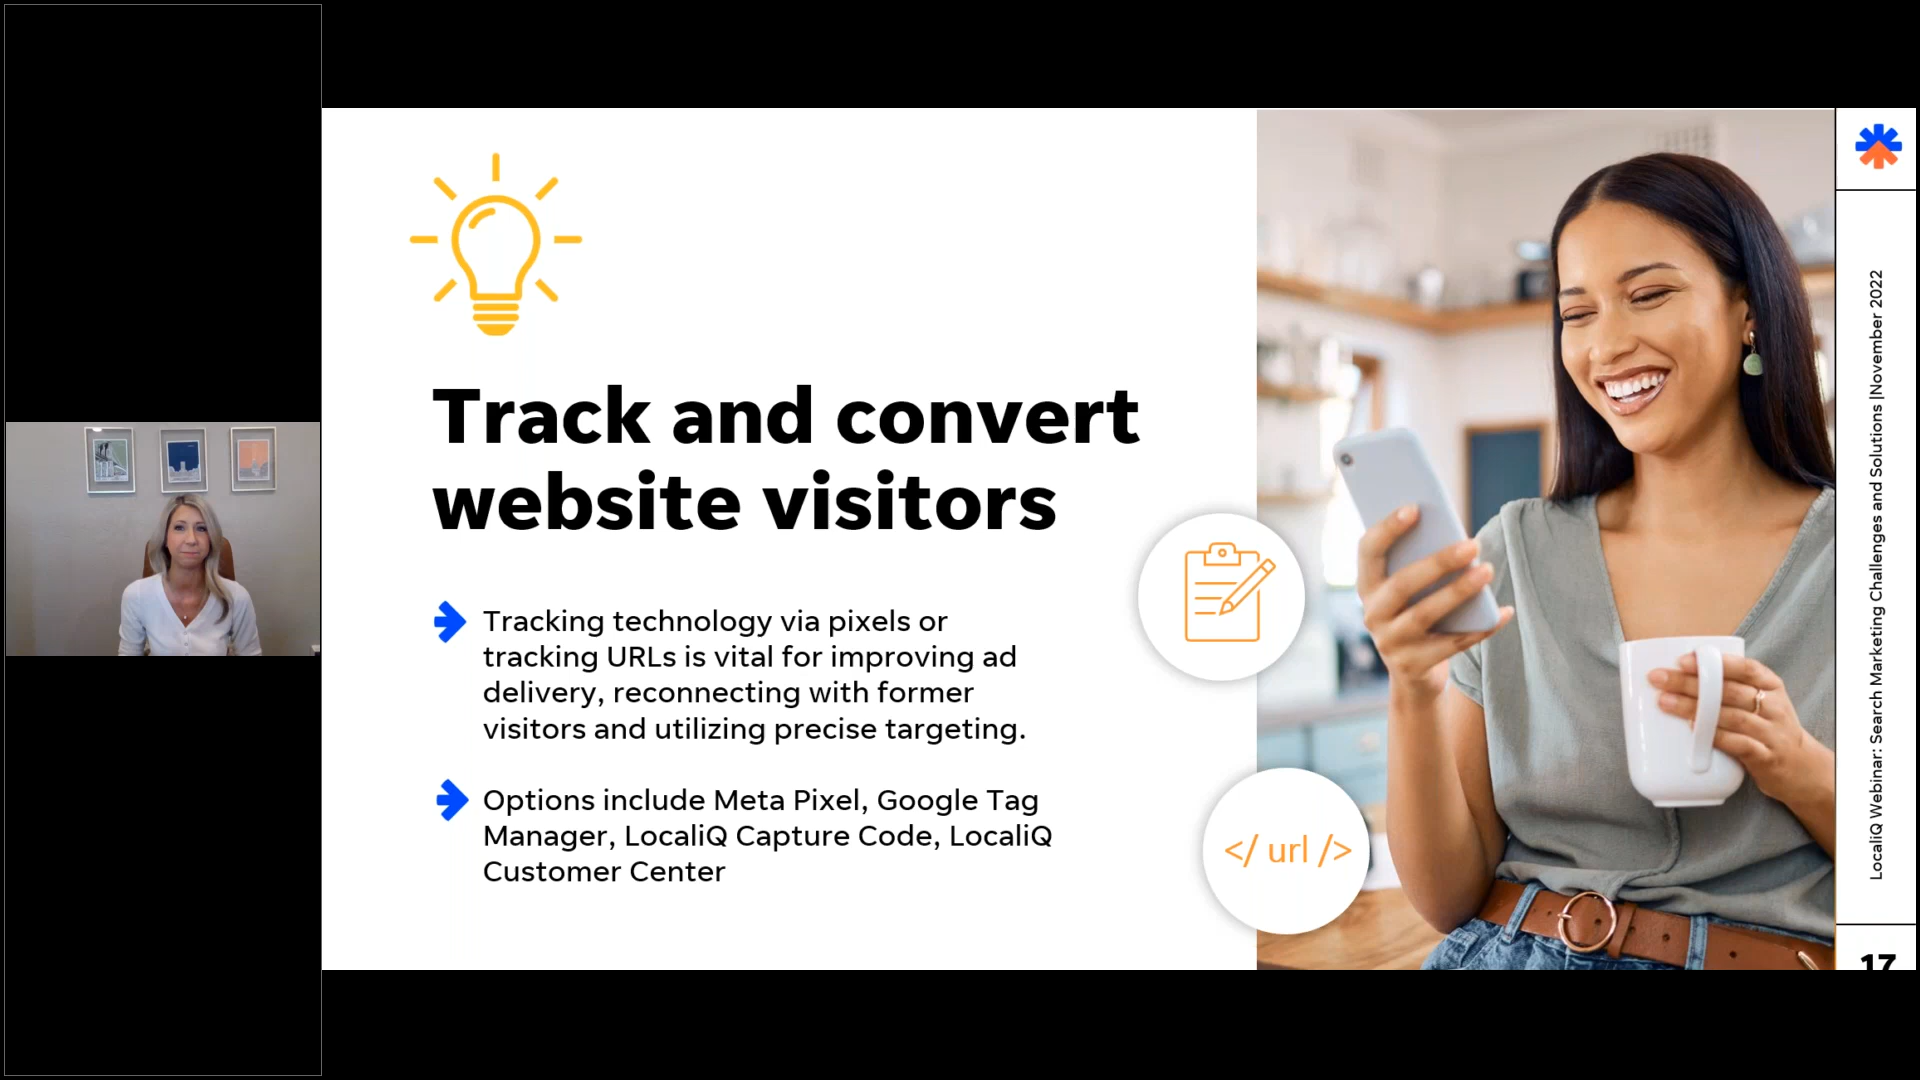 Track and convert
website visitors
Tracking technology via pixels or
tracking URLs is vital for improving ad
delivery, reconnecting with former
visitors and utilizing precise targeting.
Options include Meta Pixel, Google Tag
Manager, LocaliQ Capture Code, LocaliQ
Customer Center
</ url />
LocaliQ Webinar: Search Marketing Challenges and Solutions |November 2022
17